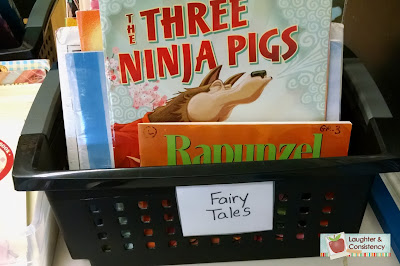 THE
THREE
NINJA PIGS
Rapunzel
Fairy
Tales
Laughter &
Consistency